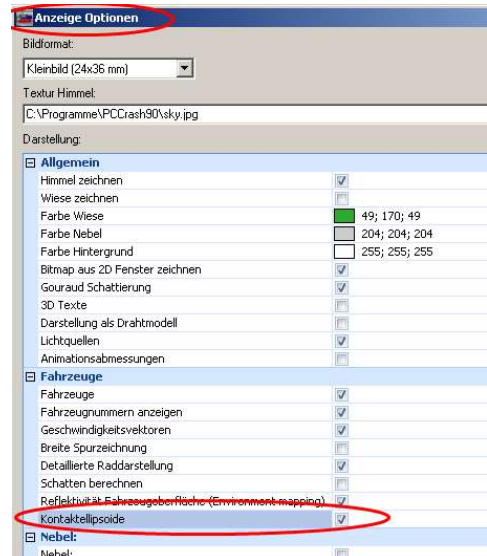 Anzeige Optionen
Bildformat:
Kleinbild (24x36 mm)
Textur Himmel:
C:\Programme\PCCrash90\sky.jpg
Darstellung:
Allgemein
Himmel zeichnen
Wiese zeichnen
Farbe Wiese 49; 170; 49
Farbe Nebel 204; 204; 204
Farbe Hintergrund 255; 255; 255
Bitmap aus 2D Fenster zeichnen
Gouraud Schattierung
3D Texte
Darstellung als Drahtmodell
Lichtquellen
Animationsabmessungen
Fahrzeuge
Fahrzeuge
Fahrzeugnummern anzeigen
Geschwindigkeitsvektoren
Breite Spurzeichnung
Detaillierte Raddarstellung
Schatten berechnen
Reflektivität Fahrzeugoberfläche (Environment mapping)
Kontaktellipsoide
Nebel:
Nebel: